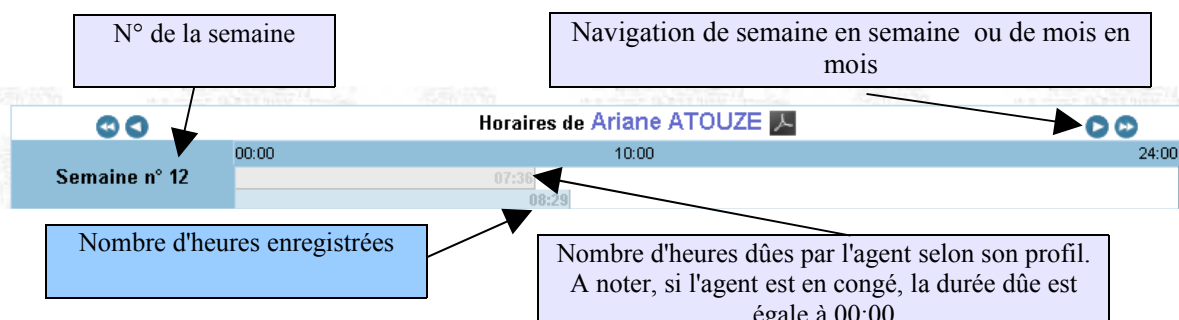 N° de la semaine
Navigation de semaine en semaine ou de mois en
mois
Horaires de Ariane ATOUZE
00:00 10:00 24:00
Semaine n° 12
07:36
08:29
Nombre d'heures enregistrées
Nombre d'heures dûes par l'agent selon son profil.
A noter, si l'agent est en congé, la durée dûe est
égale à 00:00